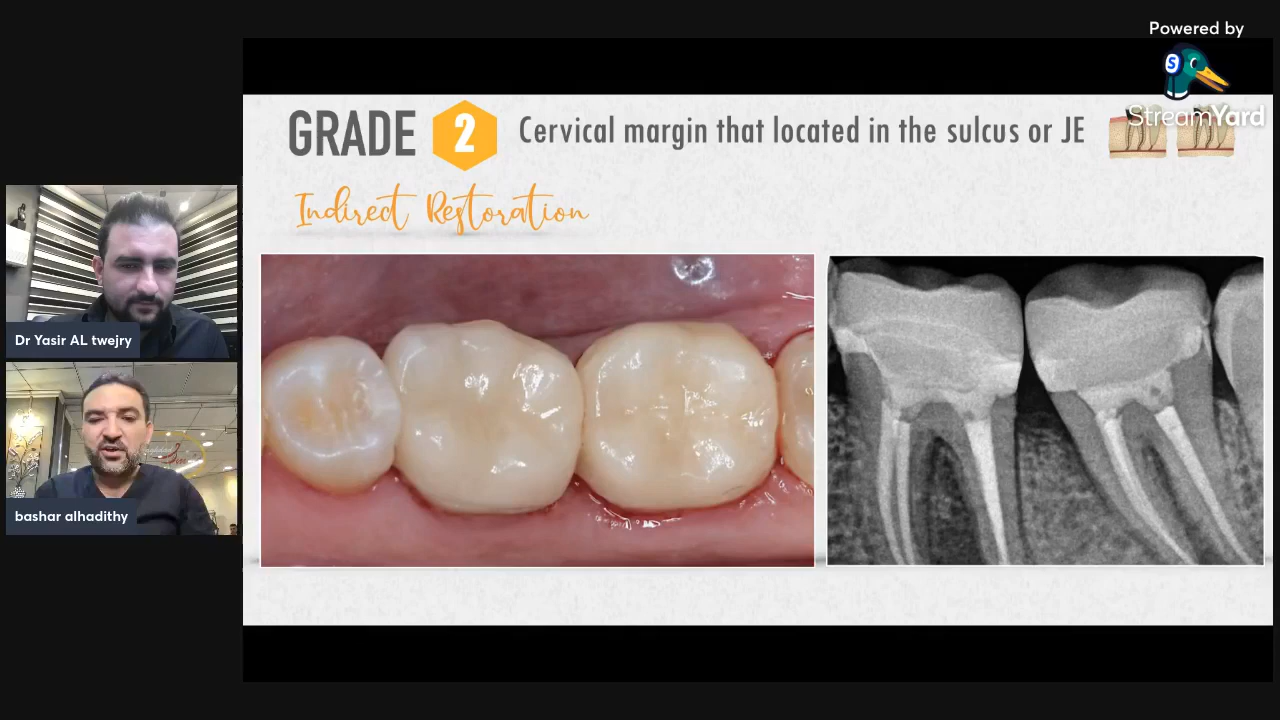 Powered by
S
StreamYard
GRADE 2 Cervical margin that located in the sulcus or JE
Indirect Restoration
Dr Yasir AL twejry
bashar alhadithy